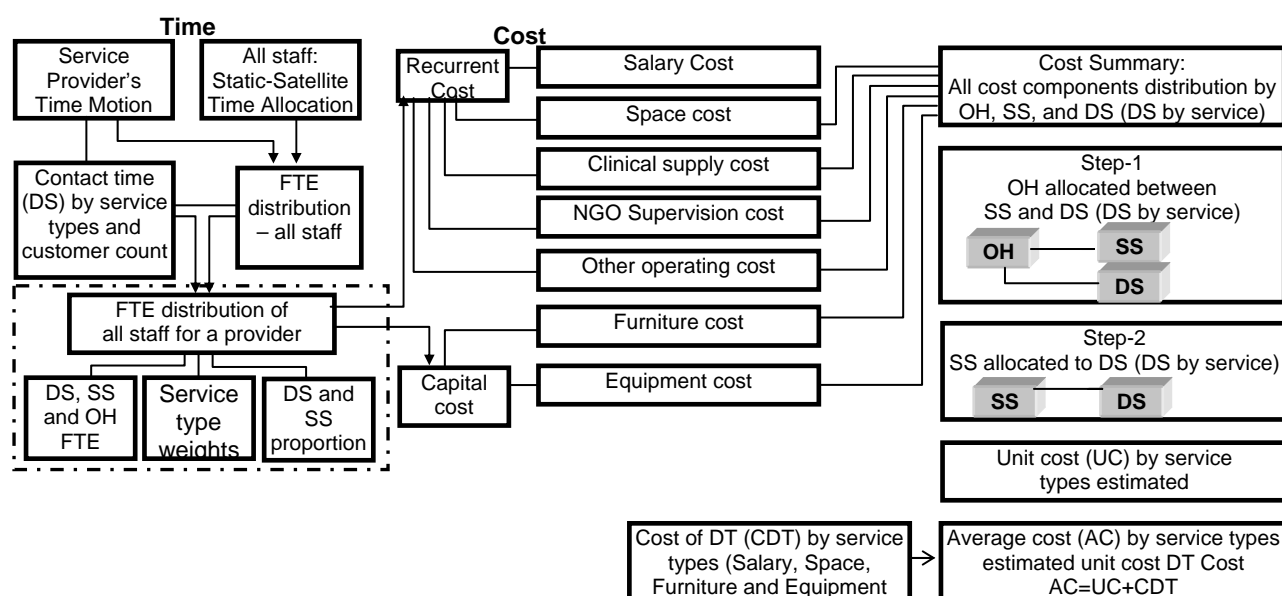 Time
Service
Provider's
Time Motion
All staff:
Static-Satellite
Time Allocation
Contact time
(DS) by service
types and
customer count
FTE
distribution
– all staff
FTE distribution of
all staff for a provider
DS, SS
and OH
FTE
Service
type
weights
DS and
SS
proportion
Cost
Recurrent
Cost
Capital
cost
Salary Cost
Space cost
Clinical supply cost
NGO Supervision cost
Other operating cost
Furniture cost
Equipment cost
Cost Summary:
All cost components distribution by
OH, SS, and DS (DS by service)
Step-1
OH allocated between
SS and DS (DS by service)
OH
SS
DS
Step-2
SS allocated to DS (DS by service)
SS
DS
Unit cost (UC) by service
types estimated
Cost of DT (CDT) by service
types (Salary, Space,
Furniture and Equipment
Average cost (AC) by service types
estimated unit cost DT Cost
AC=UC+CDT